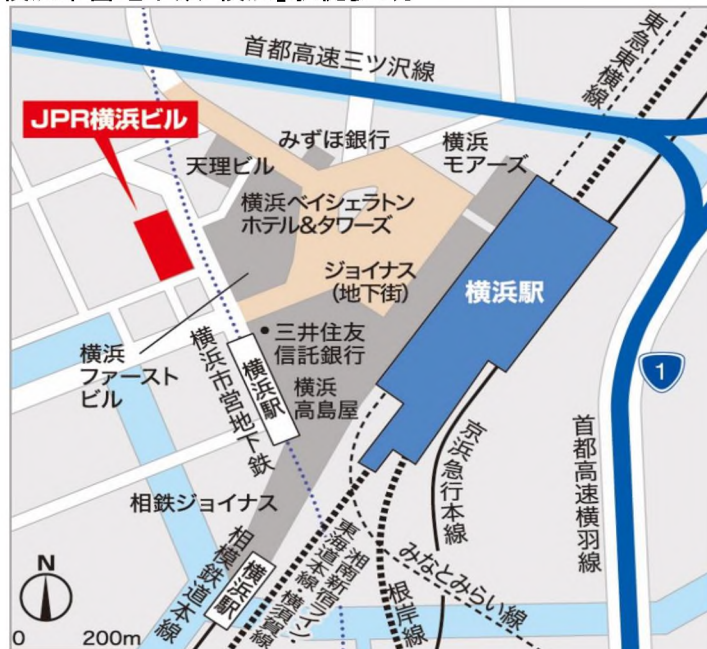 首都高速三ツ沢線
東急東横線
JPR横浜ビル
みずほ銀行
天理ビル
横浜
モアーズ
横浜ベイシェラトン
ホテル&タワーズ
ジョイナス
(地下街)
横浜駅
三井住友
信託銀行
横浜
ファースト
ビル
横浜市営地下鉄
横浜駅
横浜
高島屋
1
京浜急行本線
首都高速横羽線
相鉄ジョイナス
相模鉄道本線
横浜駅
湘南新宿ライン・
東海道本線・横須賀線
みなとみらい線
根岸線
N
0 200m